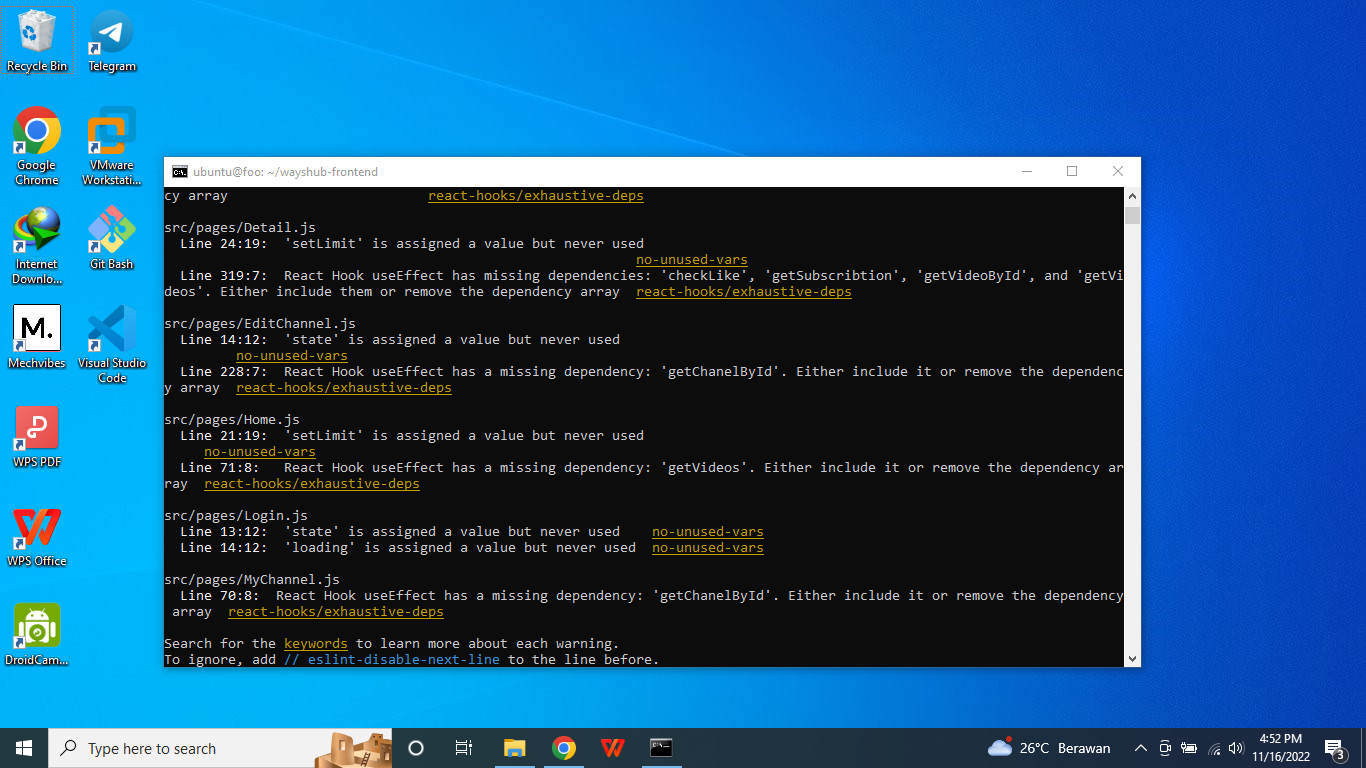 Recycle Bin
Telegram
Google
Chrome
VMware
Workstati...
Internet
Downlo...
Git Bash
M.
Mechvibes
Visual Studio
Code
WPS PDF
WPS Office
DroidCam...
ubuntu@foo: ~/wayshub-frontend
cy array react-hooks/exhaustive-deps
src/pages/Detail.js
Line 24:19: 'setLimit' is assigned a value but never used
no-unused-vars
Line 319:7: React Hook useEffect has missing dependencies: 'checkLike', 'getSubscribtion', 'getVideoById', and 'getVi
deos'. Either include them or remove the dependency array react-hooks/exhaustive-deps
src/pages/EditChannel.js
Line 14:12: 'state' is assigned a value but never used
no-unused-vars
Line 228:7: React Hook useEffect has a missing dependency: 'getChanelById'. Either include it or remove the dependenc
y array react-hooks/exhaustive-deps
src/pages/Home.js
Line 21:19: 'setLimit' is assigned a value but never used
no-unused-vars
Line 71:8: React Hook useEffect has a missing dependency: 'getVideos'. Either include it or remove the dependency ar
ray react-hooks/exhaustive-deps
src/pages/Login.js
Line 13:12: 'state' is assigned a value but never used no-unused-vars
Line 14:12: 'loading' is assigned a value but never used no-unused-vars
src/pages/MyChannel.js
Line 70:8: React Hook useEffect has a missing dependency: 'getChanelById'. Either include it or remove the dependency
array react-hooks/exhaustive-deps
Search for the keywords to learn more about each warning.
To ignore, add // eslint-disable-next-line to the line before.
Type here to search
26°C Berawan
4:52 PM
11/16/2022
3